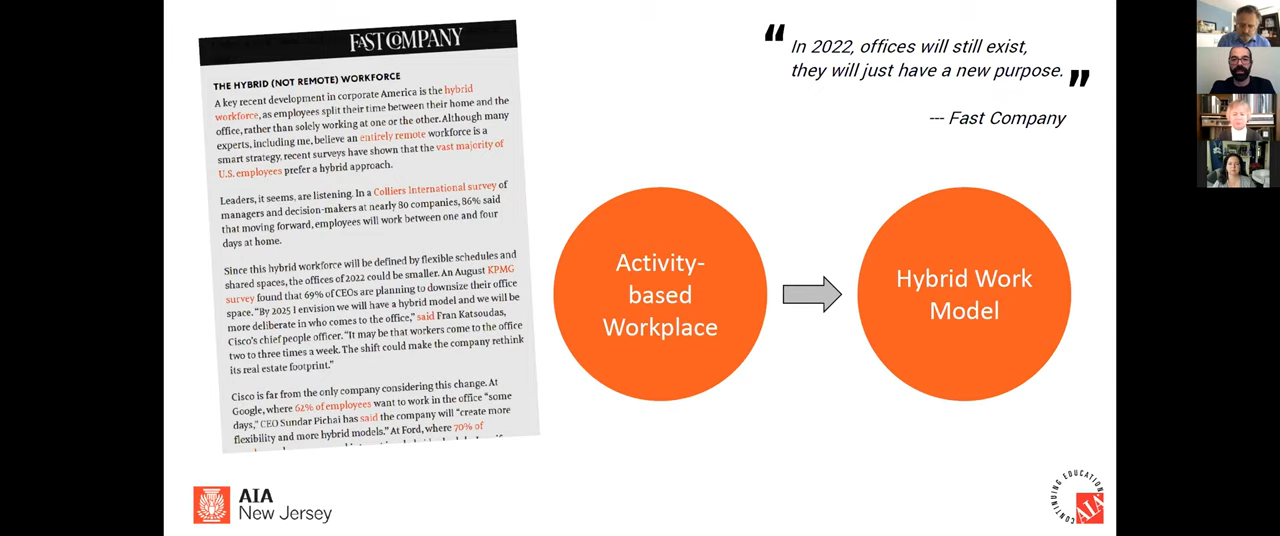 FAST COMPANY
THE HYBRID (NOT REMOTE) WORKFORCE
A key recent development in corporate America is the hybrid
workforce, as employees split their time between their home and the
office, rather than solely working at one or the other. Although many
experts, including me, believe an entirely remote workforce is a
smart strategy, recent surveys have shown that the vast majority of
U.S. employees prefer a hybrid approach.
Leaders, it seems, are listening. In a Colliers International survey of
managers and decision-makers at nearly 80 companies, 86% said
that moving forward, employees will work between one and four
days at home.
Since this hybrid workforce will be defined by flexible schedules and
shared spaces, the offices of 2022 could be smaller. An August KPMG
survey found that 69% of CEOs are planning to downsize their office
space. “By 2025 I envision we will have a hybrid model and we will be
more deliberate in who comes to the office,” said Fran Katsoudas,
Cisco’s chief people officer. “It may be that workers come to the office
two to three times a week. The shift could make the company rethink
its real estate footprint.”
Cisco is far from the only company considering this change. At
Google, where 62% of employees want to work in the office “some
days,” CEO Sundar Pichai has said the company will “create more
flexibility and more hybrid models.” At Ford, where 70% of
“ In 2022, offices will still exist,
they will just have a new purpose. ”
--- Fast Company
Activity-
based
Workplace
Hybrid Work
Model
AIA
New Jersey
CONTINUING EDUCATION
AIA